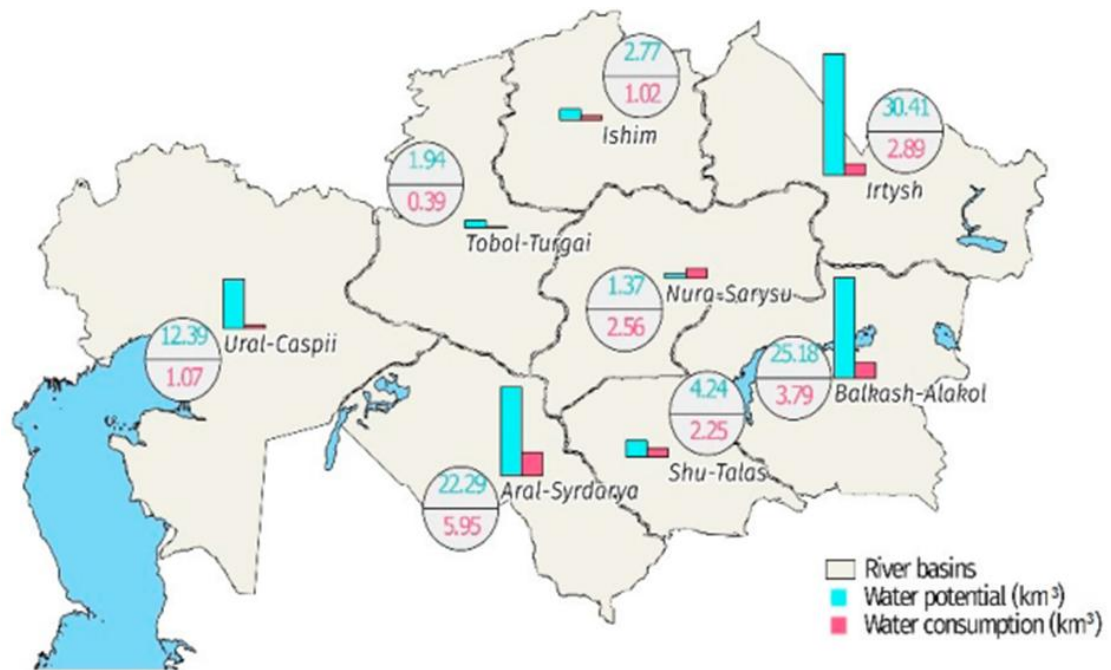 2.77
1.02
Ishim
30.41
2.89
Irtysh
1.94
0.39
Tobol-Turgai
1.37
2.56
Nura-Sarysu
12.39
1.07
Ural-Caspii
25.18
3.79
Balkash-Alakol
4.24
2.25
Shu-Talas
22.29
5.95
Aral-Syrdarya
River basins
Water potential (km³)
Water consumption (km³)